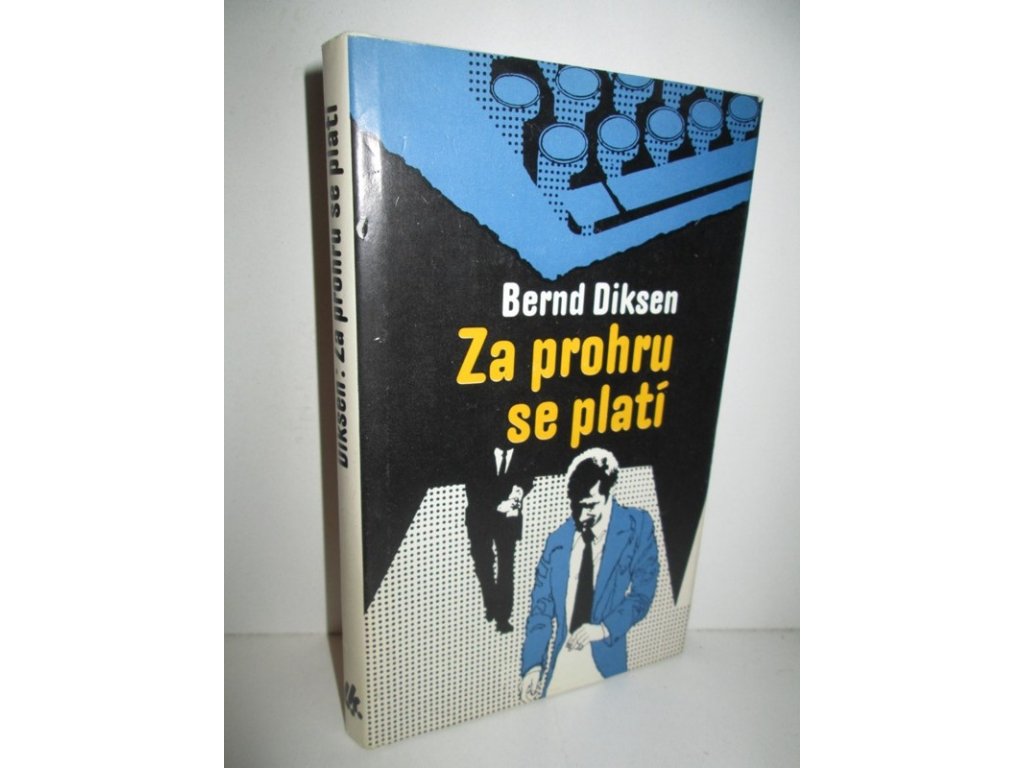 Bernd Diksen
Za prohru
se platí
Diksen: Za prohru se platí